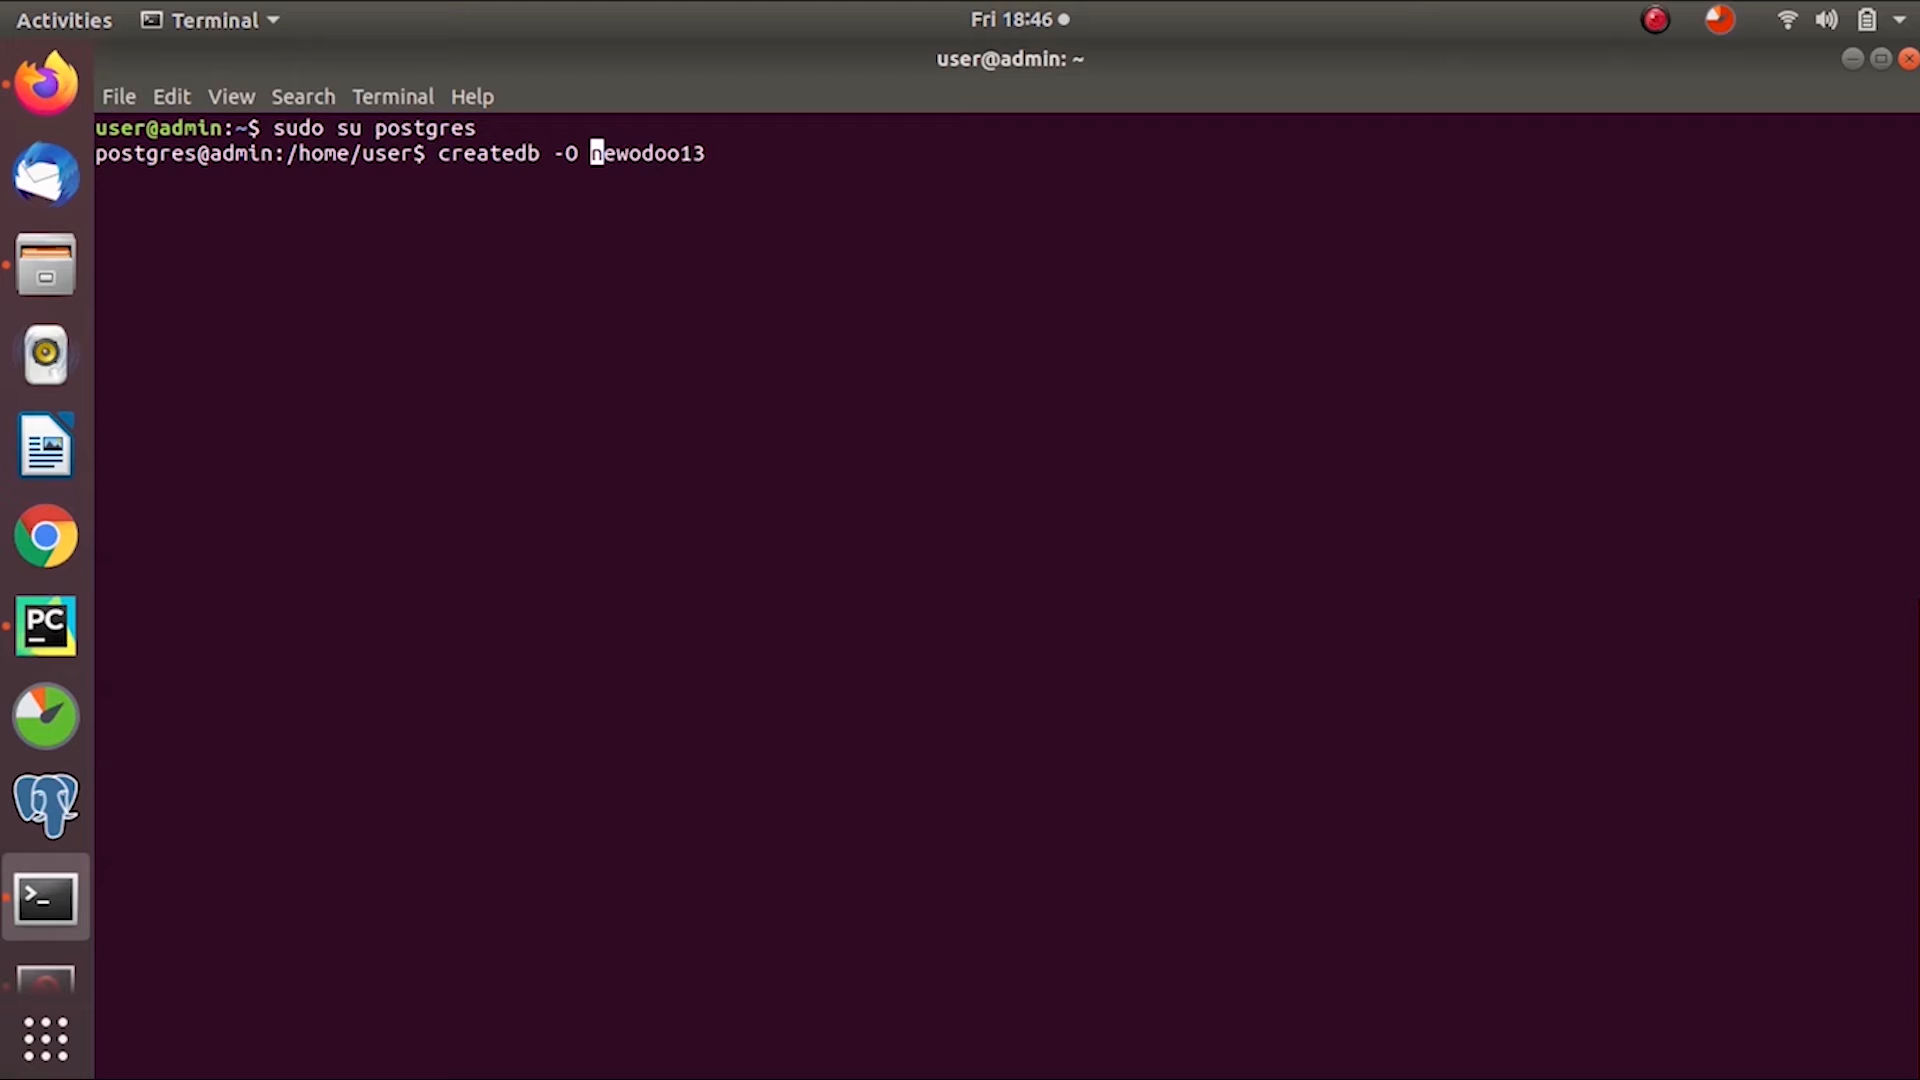 Activities Terminal Fri 18:46
user@admin: ~
File Edit View Search Terminal Help
user@admin:~$ sudo su postgres
postgres@admin:/home/user$ createdb -O newodoo13
PC
>_